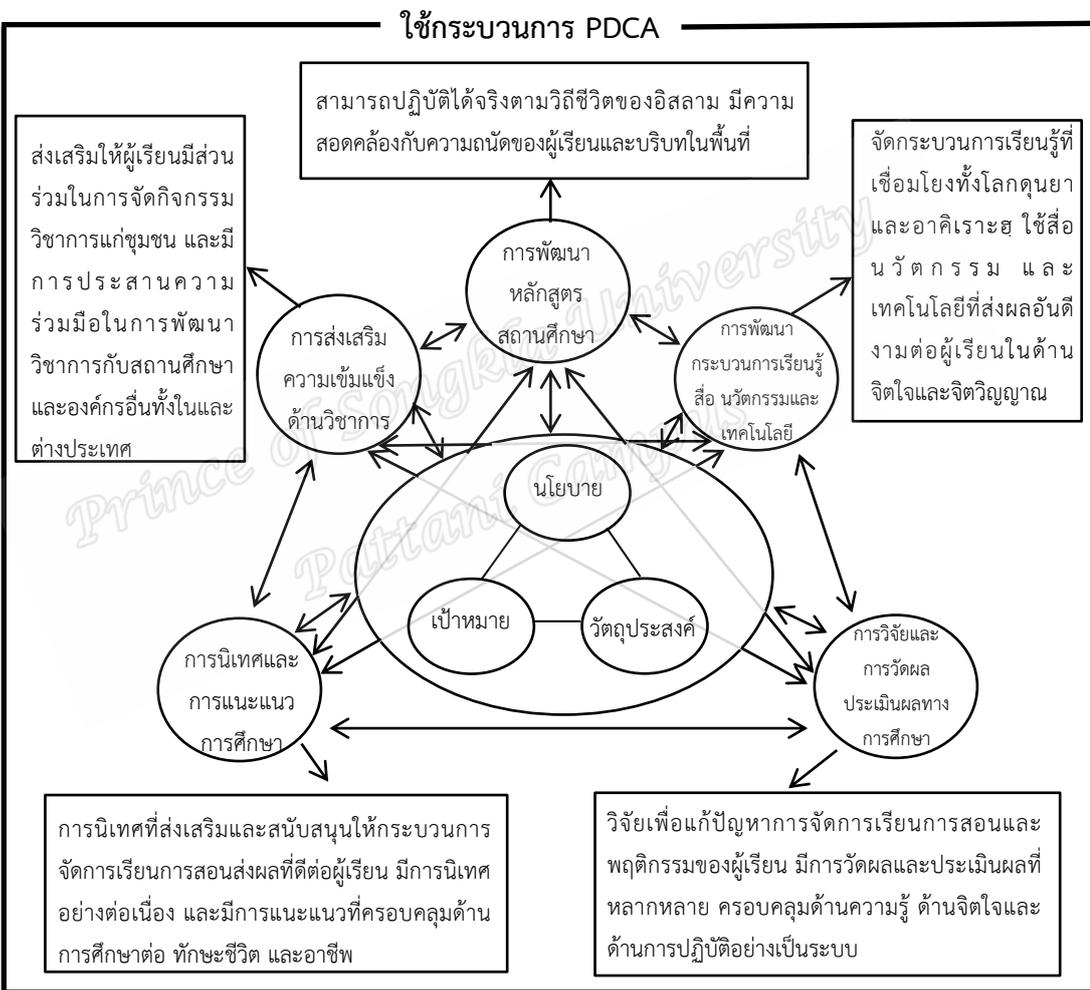 ใช้กระบวนการ PDCA
สามารถปฏิบัติได้จริงตามวิถีชีวิตของอิสลาม มีความ
สอดคล้องกับความถนัดของผู้เรียนและบริบทในพื้นที่
ส่งเสริมให้ผู้เรียนมีส่วน
ร่วมในการจัดกิจกรรม
วิชาการแก่ชุมชน และมี
การประสานความ
ร่วมมือในการพัฒนา
วิชาการกับสถานศึกษา
และองค์กรอื่นทั้งในและ
ต่างประเทศ
จัดกระบวนการเรียนรู้ที่
เชื่อมโยงทั้งโลกดุนยา
และอาคิเราะฮฺ ใช้สื่อ
นวัตกรรม และ
เทคโนโลยีที่ส่งผลอันดี
งามต่อผู้เรียนในด้าน
จิตใจและจิตวิญญาณ
การพัฒนา
หลักสูตร
สถานศึกษา
การส่งเสริม
ความเข้มแข็ง
ด้านวิชาการ
การพัฒนา
กระบวนการเรียนรู้
สื่อ นวัตกรรมและ
เทคโนโลยี
นโยบาย
เป้าหมาย
วัตถุประสงค์
การนิเทศและ
การแนะแนว
การศึกษา
การวิจัยและ
การวัดผล
ประเมินผลทาง
การศึกษา
การนิเทศที่ส่งเสริมและสนับสนุนให้กระบวนการ
จัดการเรียนการสอนส่งผลที่ดีต่อผู้เรียน มีการนิเทศ
อย่างต่อเนื่อง และมีการแนะแนวที่ครอบคลุมด้าน
การศึกษาต่อ ทักษะชีวิต และอาชีพ
วิจัยเพื่อแก้ปัญหาการจัดการเรียนการสอนและ
พฤติกรรมของผู้เรียน มีการวัดผลและประเมินผลที่
หลากหลาย ครอบคลุมด้านความรู้ ด้านจิตใจและ
ด้านการปฏิบัติอย่างเป็นระบบ
Prince of Songkla University
Pattani Campus